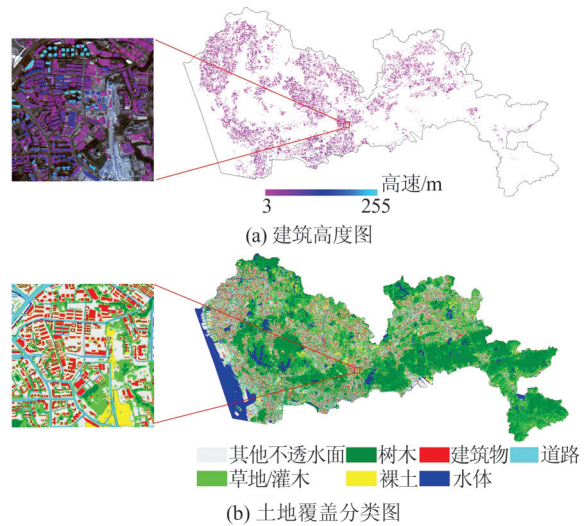 高速/m
3 255
(a) 建筑高度图
其他不透水面 树木 建筑物 道路
草地/灌木 裸土 水体
(b) 土地覆盖分类图